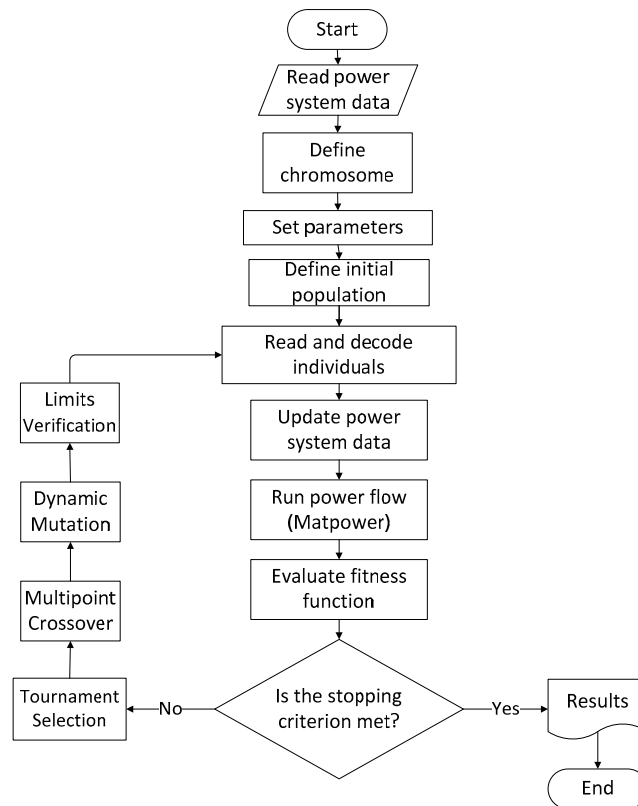 Start
Read power
system data
Define
chromosome
Set parameters
Define initial
population
Read and decode
individuals
Limits
Verification
Update power
system data
Dynamic
Mutation
Run power flow
(Matpower)
Multipoint
Crossover
Evaluate fitness
function
Tournament
Selection
No
Is the stopping
criterion met?
Yes
Results
End